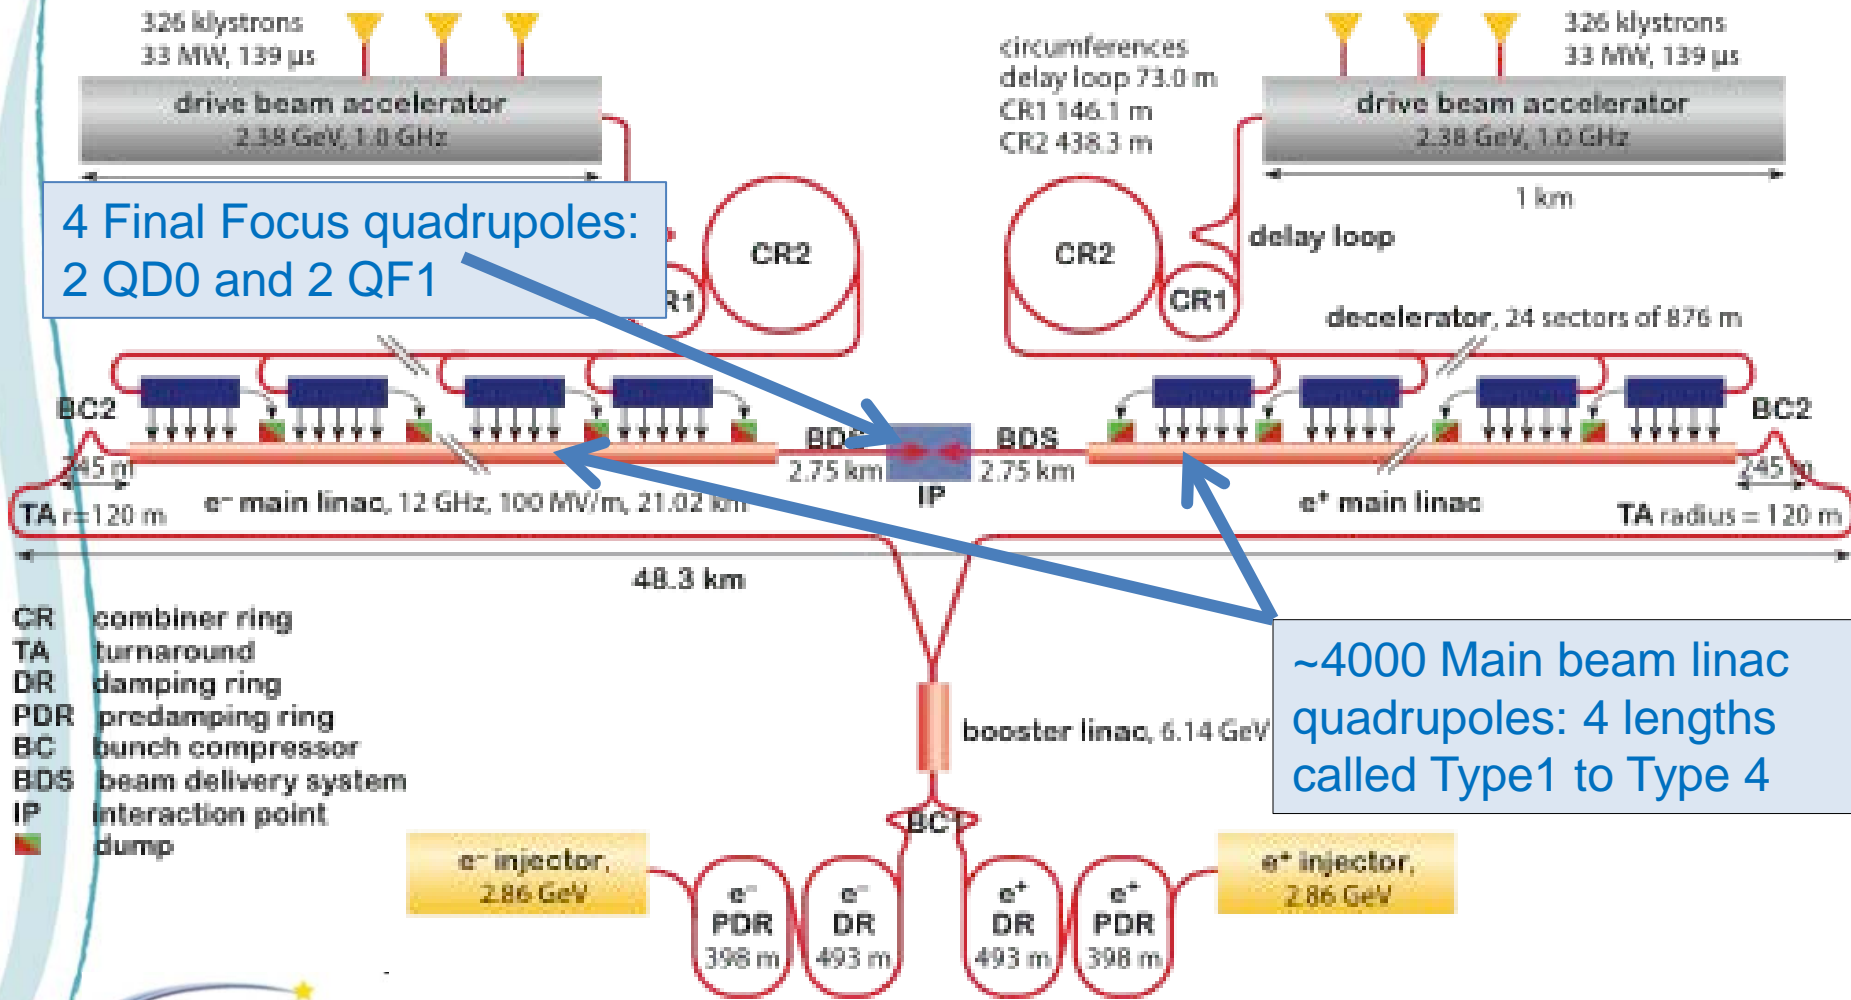 326 klystrons
33 MW, 139 µs
drive beam accelerator
2.38 GeV, 1.0 GHz
circumferences
delay loop 73.0 m
CR1 146.1 m
CR2 438.3 m
326 klystrons
33 MW, 139 µs
drive beam accelerator
2.38 GeV, 1.0 GHz
1 km
4 Final Focus quadrupoles:
2 QD0 and 2 QF1
CR2
CR2
CR1
delay loop
decelerator, 24 sectors of 876 m
BC2
BC2
BDS
2.75 km
2.75 km
IP
245 m
245 m
TA r=120 m
e⁻ main linac, 12 GHz, 100 MV/m, 21.02 km
e⁺ main linac
TA radius = 120 m
48.3 km
CR combiner ring
TA turnaround
DR damping ring
PDR predamping ring
BC bunch compressor
BDS beam delivery system
IP interaction point
dump
~4000 Main beam linac
quadrupoles: 4 lengths
called Type1 to Type 4
booster linac, 6.14 GeV
e⁻ injector,
2.86 GeV
e⁻
PDR
398 m
e⁻
DR
493 m
e⁺
DR
493 m
e⁺
PDR
398 m
e⁺ injector,
2.86 GeV